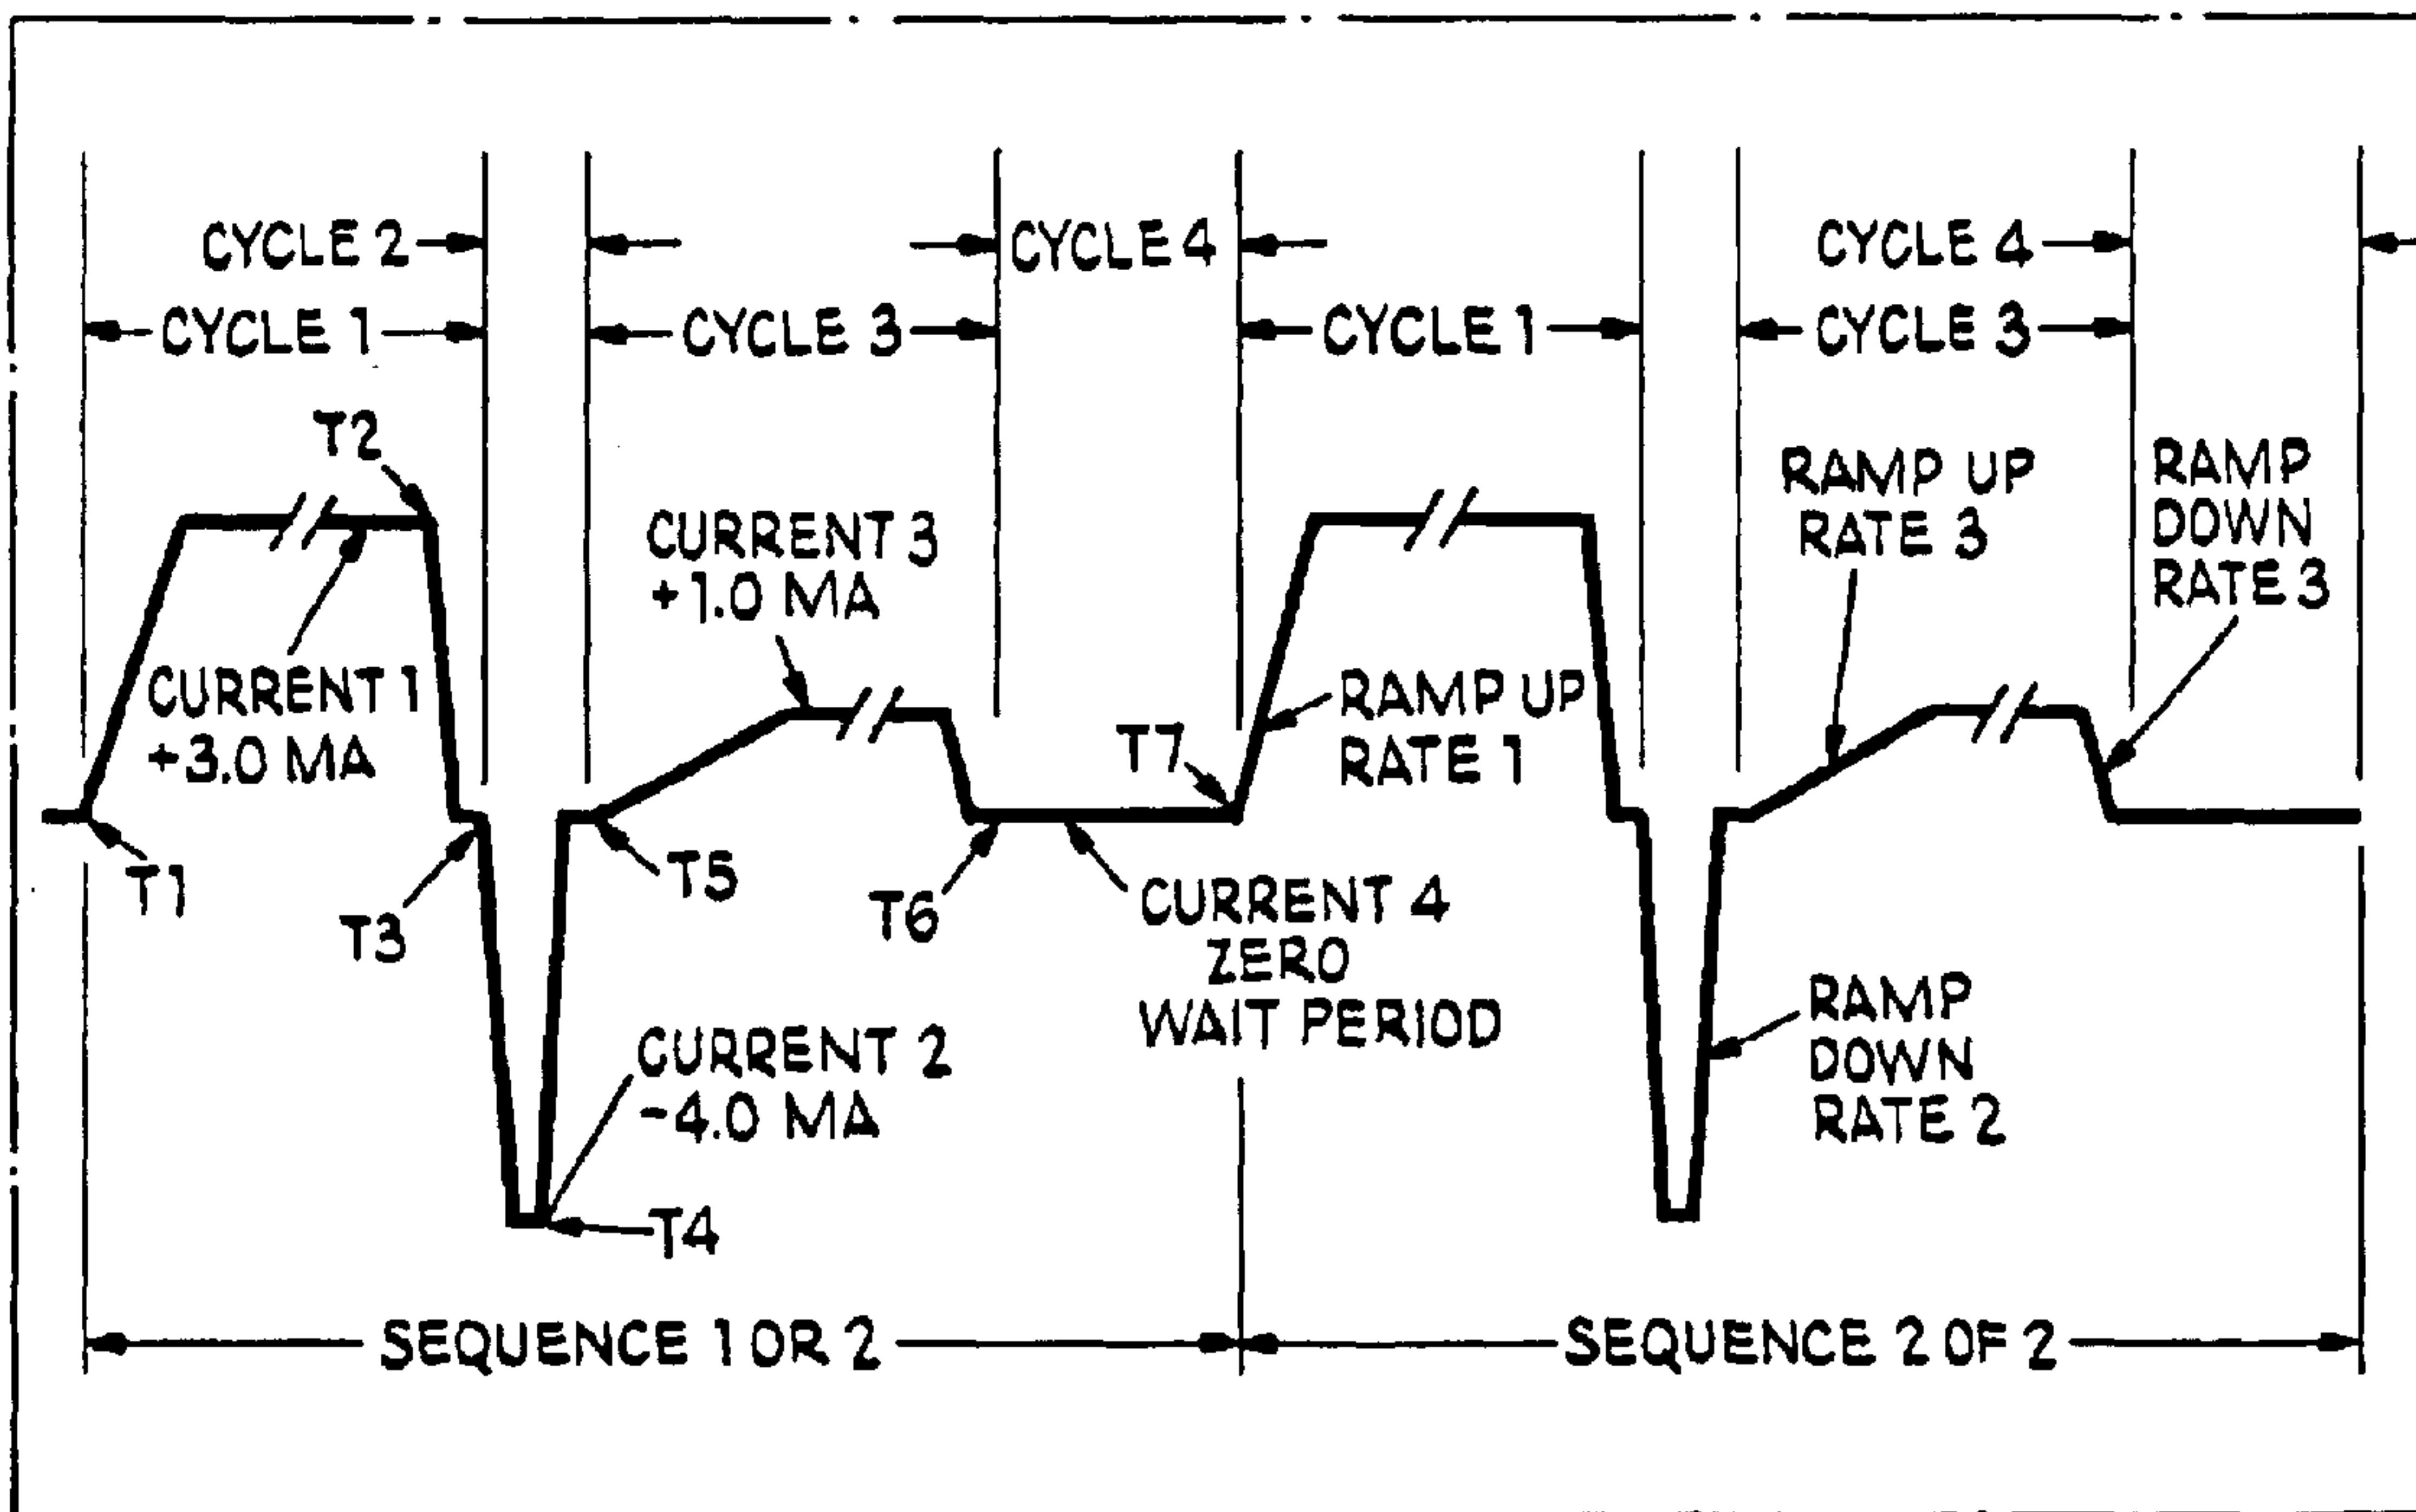 CYCLE 2
CYCLE 4
CYCLE 4
CYCLE 1
CYCLE 3
CYCLE 1
CYCLE 3
T2
RAMP UP
RATE 3
RAMP
DOWN
RATE 3
CURRENT 3
+1.0 MA
CURRENT 1
+3.0 MA
RAMP UP
RATE 1
T7
T1
T3
T5
T6
CURRENT 4
ZERO
WAIT PERIOD
CURRENT 2
-4.0 MA
RAMP
DOWN
RATE 2
T4
SEQUENCE 1 OR 2
SEQUENCE 2 OF 2